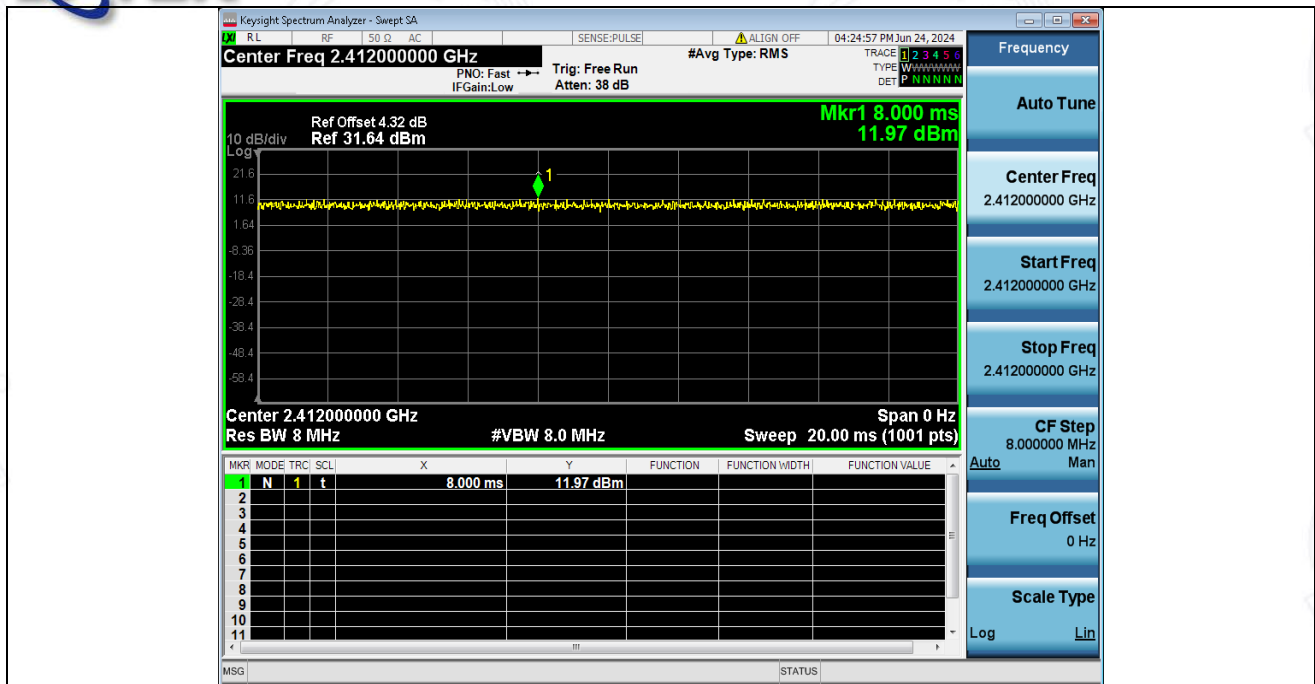 Keysight Spectrum Analyzer - Swept SA
LXI RL RF 50 Ω AC SENSE:PULSE ALIGN OFF 04:24:57 PM Jun 24, 2024
Center Freq 2.412000000 GHz
PNO: Fast
IFGain:Low
Trig: Free Run
Atten: 38 dB
#Avg Type: RMS
TRACE 1 2 3 4 5 6
TYPE WWWWWW
DET P N N N N N
Mkr1 8.000 ms
11.97 dBm
Ref Offset 4.32 dB
10 dB/div Ref 31.64 dBm
Log
21.6
1
11.6
1.64
-8.36
-18.4
-28.4
-38.4
-48.4
-58.4
Center 2.412000000 GHz Span 0 Hz
Res BW 8 MHz #VBW 8.0 MHz Sweep 20.00 ms (1001 pts)
MKR MODE TRC SCL X Y FUNCTION FUNCTION WIDTH FUNCTION VALUE
1 N 1 t 8.000 ms 11.97 dBm
2
3
4
5
6
7
8
9
10
11
MSG STATUS
Frequency
Auto Tune
Center Freq
2.412000000 GHz
Start Freq
2.412000000 GHz
Stop Freq
2.412000000 GHz
CF Step
8.000000 MHz
Auto Man
Freq Offset
0 Hz
Scale Type
Log Lin